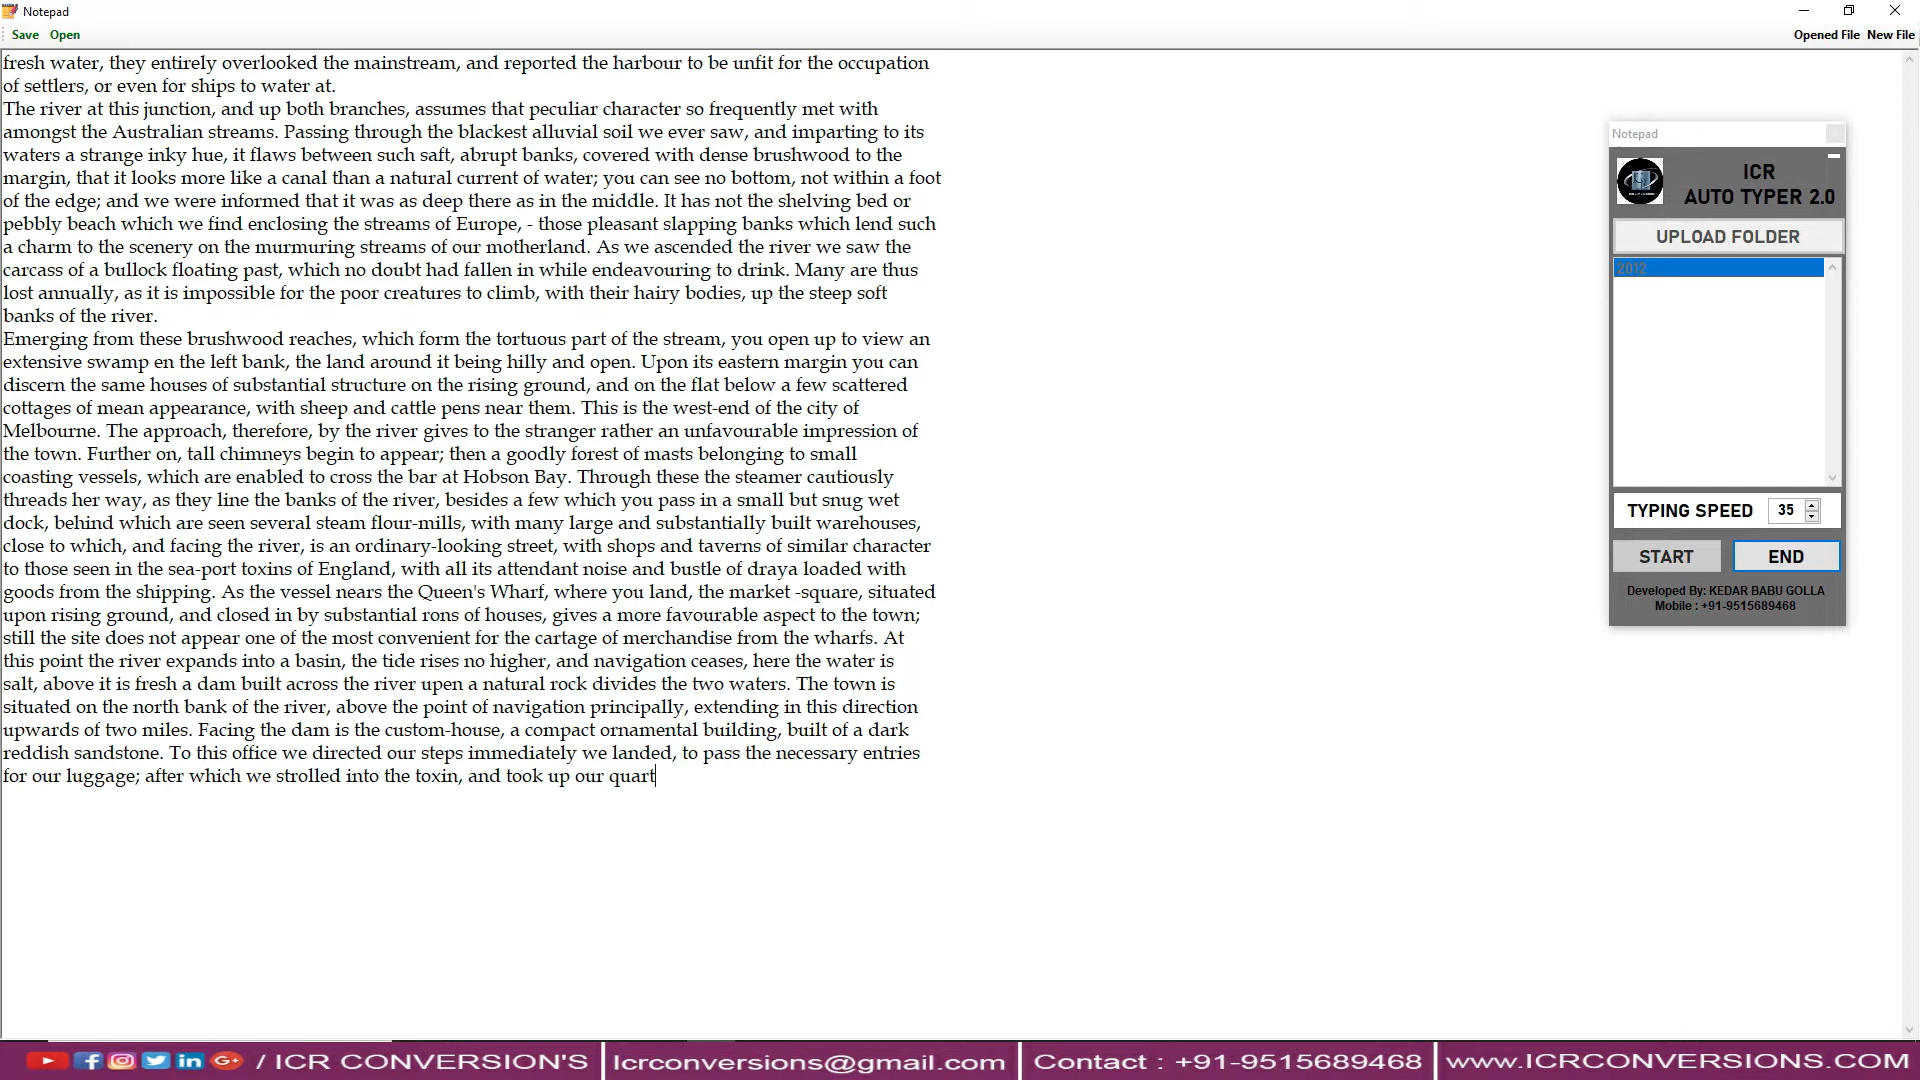 Notepad
Save Open
Opened File New File
fresh water, they entirely overlooked the mainstream, and reported the harbour to be unfit for the occupation
of settlers, or even for ships to water at.
The river at this junction, and up both branches, assumes that peculiar character so frequently met with
amongst the Australian streams. Passing through the blackest alluvial soil we ever saw, and imparting to its
waters a strange inky hue, it flaws between such saft, abrupt banks, covered with dense brushwood to the
margin, that it looks more like a canal than a natural current of water; you can see no bottom, not within a foot
of the edge; and we were informed that it was as deep there as in the middle. It has not the shelving bed or
pebbly beach which we find enclosing the streams of Europe, - those pleasant slapping banks which lend such
a charm to the scenery on the murmuring streams of our motherland. As we ascended the river we saw the
carcass of a bullock floating past, which no doubt had fallen in while endeavouring to drink. Many are thus
lost annually, as it is impossible for the poor creatures to climb, with their hairy bodies, up the steep soft
banks of the river.
Emerging from these brushwood reaches, which form the tortuous part of the stream, you open up to view an
extensive swamp en the left bank, the land around it being hilly and open. Upon its eastern margin you can
discern the same houses of substantial structure on the rising ground, and on the flat below a few scattered
cottages of mean appearance, with sheep and cattle pens near them. This is the west-end of the city of
Melbourne. The approach, therefore, by the river gives to the stranger rather an unfavourable impression of
the town. Further on, tall chimneys begin to appear; then a goodly forest of masts belonging to small
coasting vessels, which are enabled to cross the bar at Hobson Bay. Through these the steamer cautiously
threads her way, as they line the banks of the river, besides a few which you pass in a small but snug wet
dock, behind which are seen several steam flour-mills, with many large and substantially built warehouses,
close to which, and facing the river, is an ordinary-looking street, with shops and taverns of similar character
to those seen in the sea-port toxins of England, with all its attendant noise and bustle of draya loaded with
goods from the shipping. As the vessel nears the Queen's Wharf, where you land, the market -square, situated
upon rising ground, and closed in by substantial rons of houses, gives a more favourable aspect to the town;
still the site does not appear one of the most convenient for the cartage of merchandise from the wharfs. At
this point the river expands into a basin, the tide rises no higher, and navigation ceases, here the water is
salt, above it is fresh a dam built across the river upen a natural rock divides the two waters. The town is
situated on the north bank of the river, above the point of navigation principally, extending in this direction
upwards of two miles. Facing the dam is the custom-house, a compact ornamental building, built of a dark
reddish sandstone. To this office we directed our steps immediately we landed, to pass the necessary entries
for our luggage; after which we strolled into the toxin, and took up our quart
Notepad
ICR
AUTO TYPER 2.0
UPLOAD FOLDER
2012
TYPING SPEED 35
START END
Developed By: KEDAR BABU GOLLA
Mobile : +91-9515689468
/ ICR CONVERSION'S Icrconversions@gmail.com Contact : +91-9515689468 www.ICRCONVERSIONS.COM